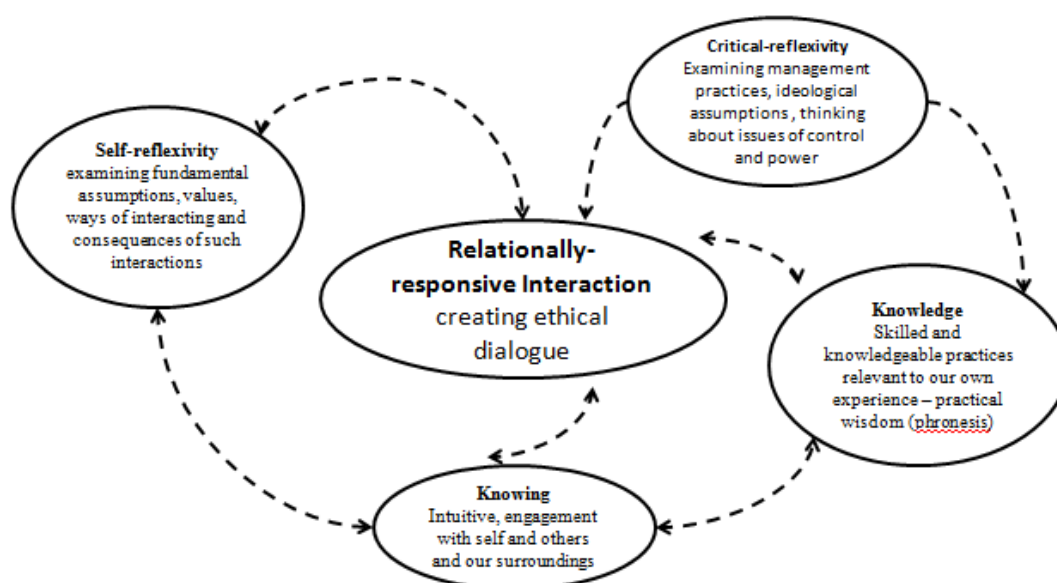 Critical-reflexivity
Examining management
practices, ideological
assumptions , thinking
about issues of control
and power
Self-reflexivity
examining fundamental
assumptions, values,
ways of interacting and
consequences of such
interactions
Relationally-
responsive Interaction
creating ethical
dialogue
Knowledge
Skilled and
knowledgeable practices
relevant to our own
experience – practical
wisdom (phronesis)
Knowing
Intuitive, engagement
with self and others
and our surroundings